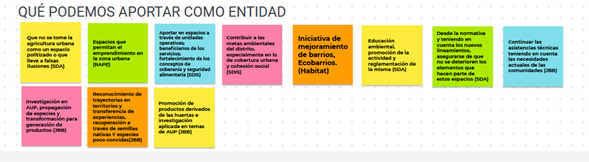 QUÉ PODEMOS APORTAR COMO ENTIDAD
Que no se tome la
agricultura urbana
como un espacio
politizado o que
lleve a falsas
ilusiones (SDA)
Espacios que
permitan el
emprendimiento en
la zona urbana
(RAPE)
Aportar en espacios a
través de unidades
operativas;
beneficiarios de los
servicios;
fortalecimiento de los
conceptos de
soberanía y seguridad
alimentaria (SDIS)
Contribuir a las
metas ambientales
del distrito,
especialmente en lo
de cobertura urbana
y cohesión social
(SDIS)
Iniciativa de
mejoramiento
de barrios,
Ecobarrios.
(Habitat)
Educación
ambiental,
promoción de la
actividad y
reglamentación de
la misma (SDA)
Desde la normativa
y teniendo en
cuenta los nuevos
lineamientos,
asegurarse de que
no se deterioren los
elementos que
hacen parte de
estos espacios (SDA)
Continuar las
asistencias técnicas
teniendo en cuenta
las necesidades
actuales de las
comunidades (JBB)
Investigación en
AUP, propagación
de especies y
transformación para
generación de
productos (JBB)
Reconocimiento de
trayectorias en
territorios y
transferencia de
experiencias,
recuperación a
través de semillas
nativas Y especies
poco concidas(JBB)
Promoción de
productos derivados
de las huertas e
investigación
aplicada en temas
de AUP (JBB)